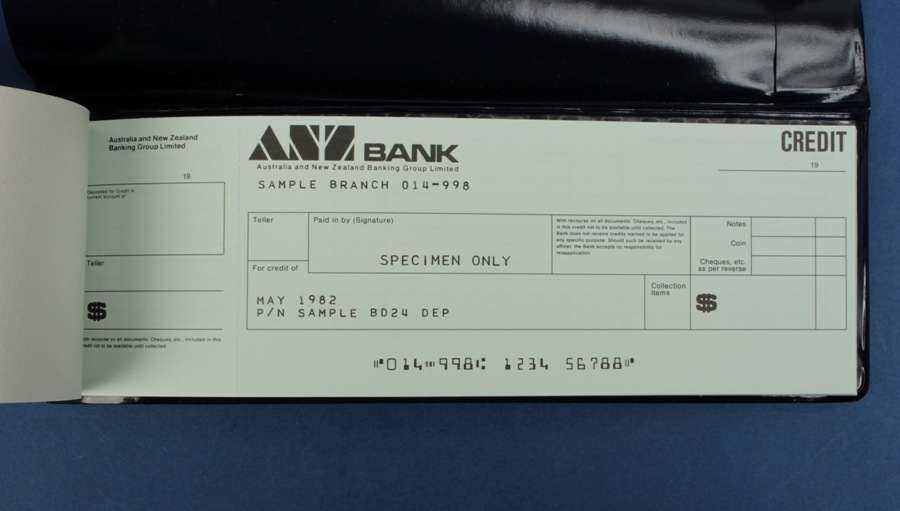 Australia and New Zealand
Banking Group Limited
19
Deposited for Credit in
current account of
Teller
$
with recourse on all documents: Cheques, etc., included in this
credit not to be available until collected.
ANZ BANK
Australia and New Zealand Banking Group Limited
SAMPLE BRANCH 014-998
CREDIT
19
Teller
Paid in by (Signature)
SPECIMEN ONLY
With recourse on all documents: Cheques, etc., included
in this credit not to be available until collected. The
Bank does not receive credits marked to be applied for
any specific purpose. Should such be received by any
officer, the Bank accepts no responsibility for
misapplication.
Notes
Coin
Cheques, etc.
as per reverse
For credit of
MAY 1982
P/N SAMPLE BD24 DEP
Collection
Items
$
⑈014⑉998⑆ 1234 56788⑈